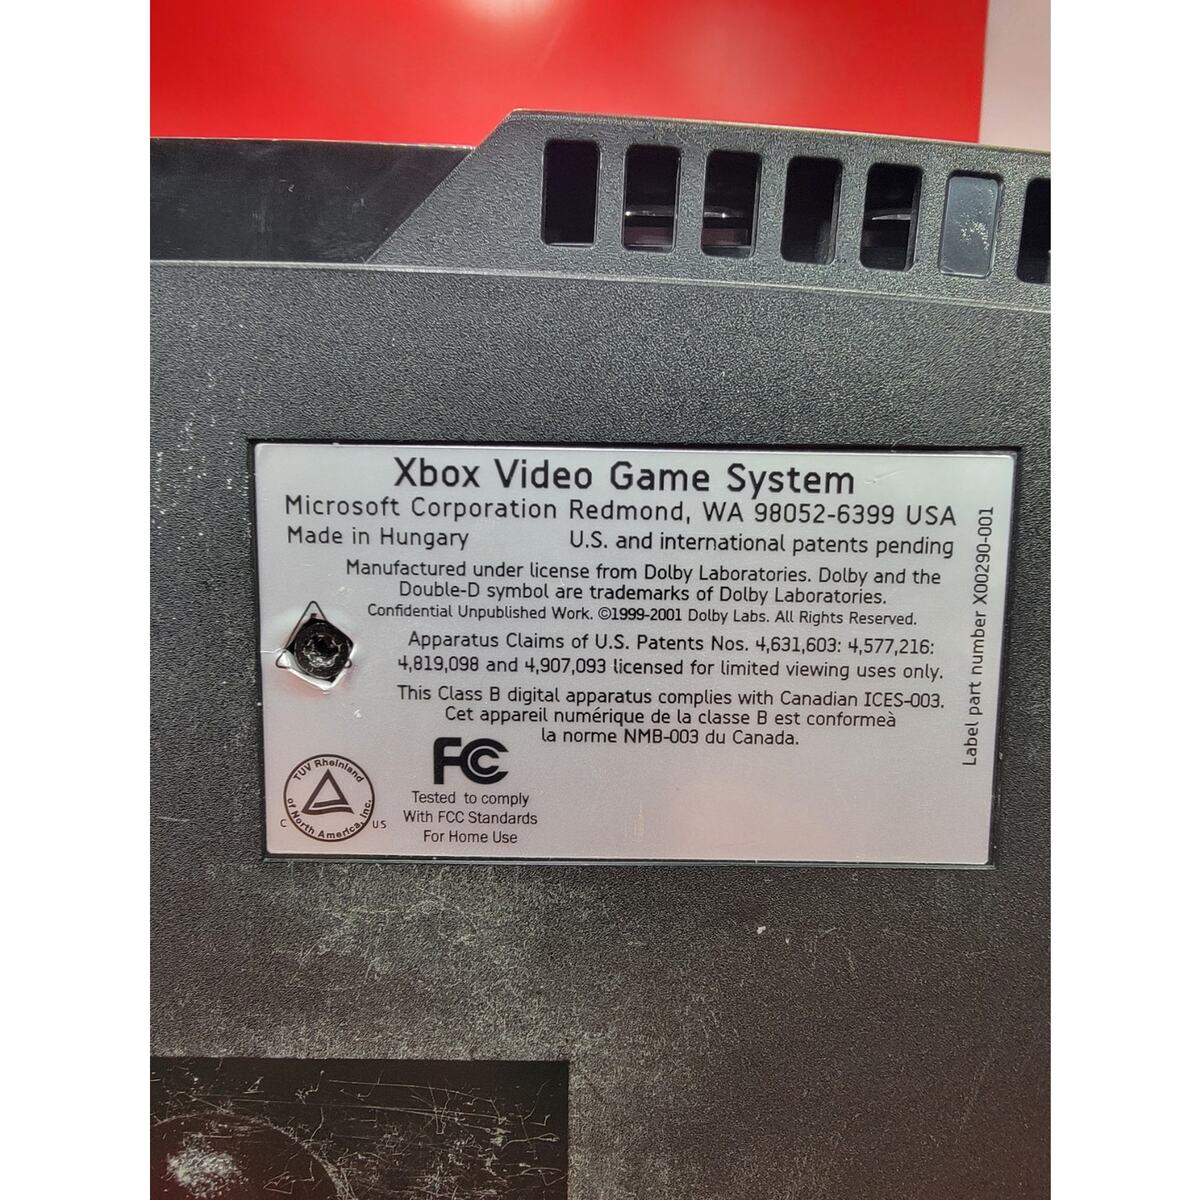 Xbox Video Game System
Microsoft Corporation Redmond, WA 98052-6399 USA
Made in Hungary U.S. and international patents pending
Manufactured under license from Dolby Laboratories. Dolby and the
Double-D symbol are trademarks of Dolby Laboratories.
Confidential Unpublished Work. ©1999-2001 Dolby Labs. All Rights Reserved.
Apparatus Claims of U.S. Patents Nos. 4,631,603: 4,577,216:
4,819,098 and 4,907,093 licensed for limited viewing uses only.
This Class B digital apparatus complies with Canadian ICES-003.
Cet appareil numérique de la classe B est conformeà
la norme NMB-003 du Canada.
FC
Tested to comply
With FCC Standards
For Home Use
TUV Rheinland
of North America, Inc.
C US
Label part number X00290-001